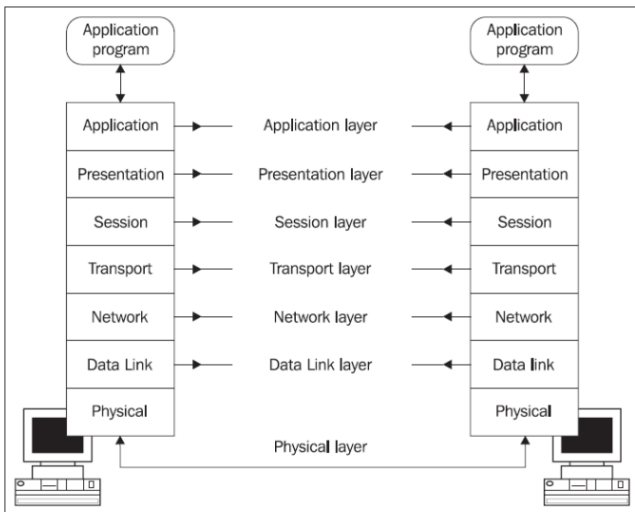 Application
program
Application
program
Application
Application layer
Application
Presentation
Presentation layer
Presentation
Session
Session layer
Session
Transport
Transport layer
Transport
Network
Network layer
Network
Data Link
Data Link layer
Data link
Physical
Physical
Physical layer